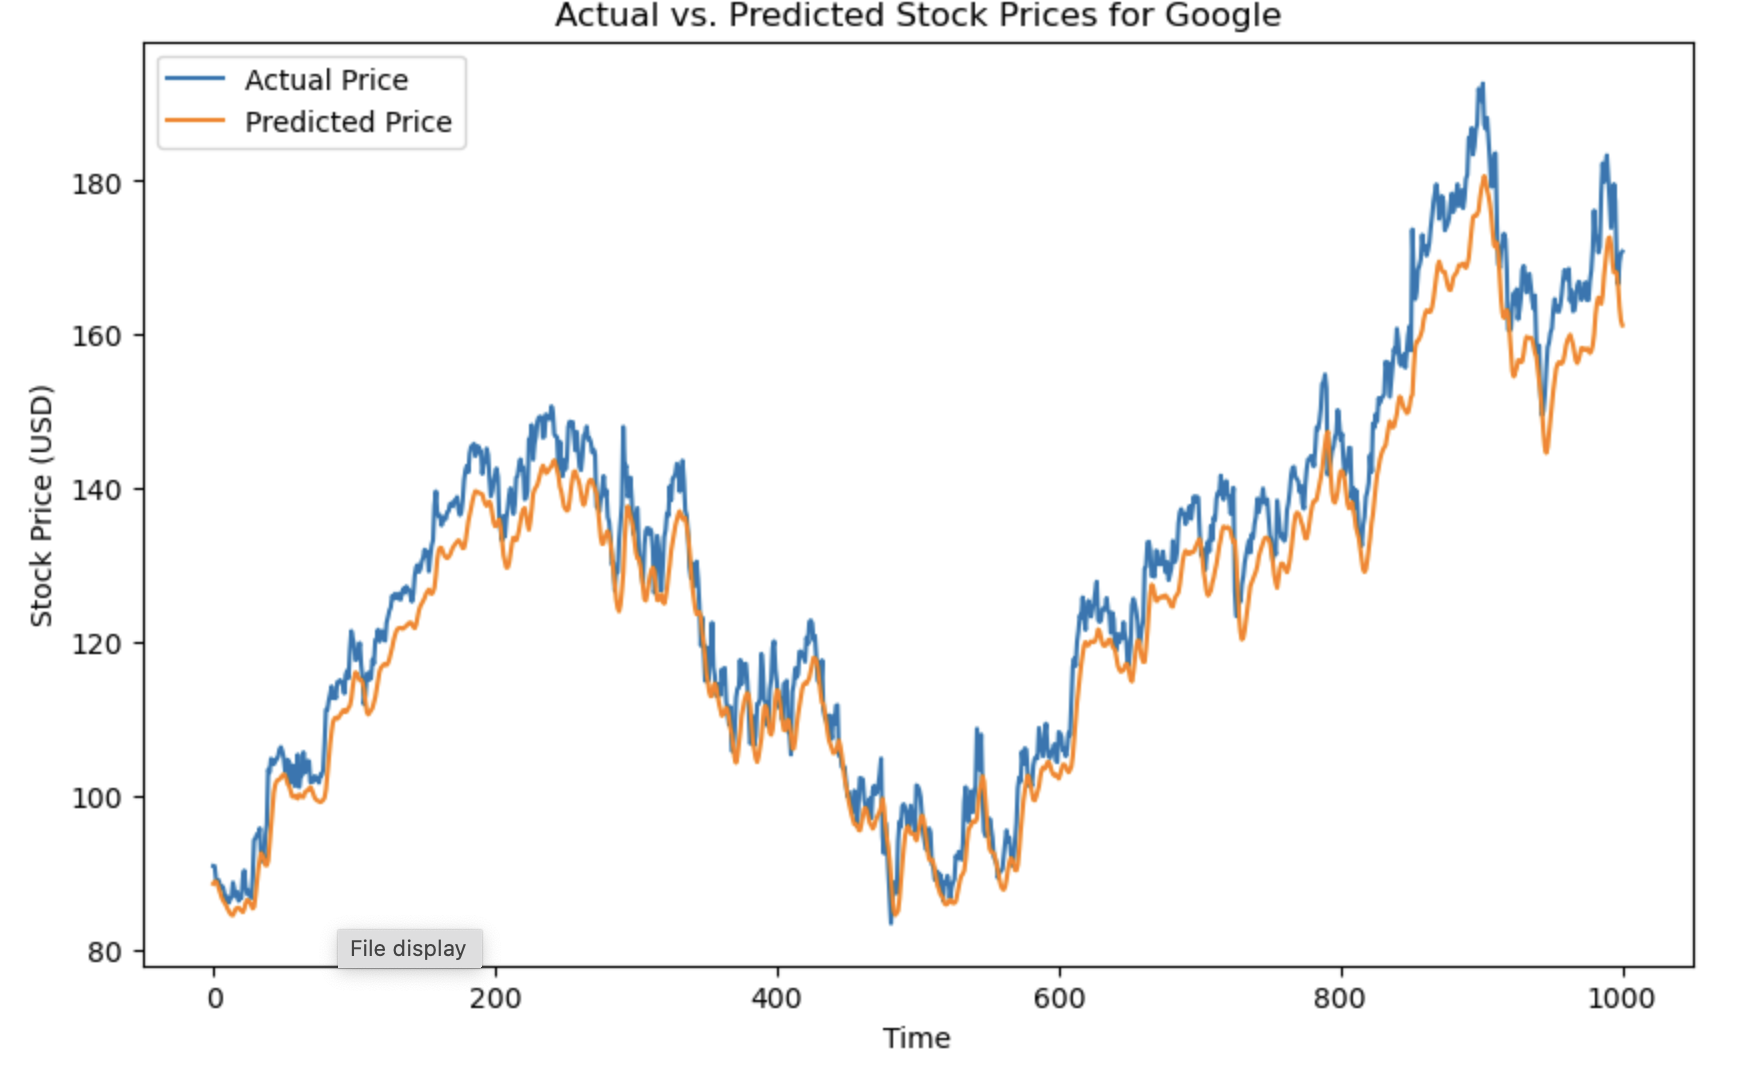 Actual vs. Predicted Stock Prices for Google
Actual Price
Predicted Price
Stock Price (USD)
180
160
140
120
100
80
File display
0 200 400 600 800 1000
Time